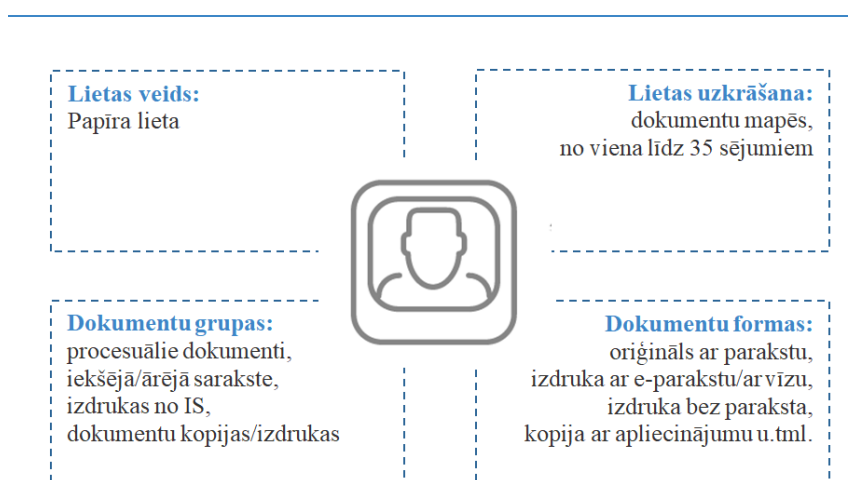 Lietas veids:
Papīra lieta
Lietas uzkrāšana:
dokumentu mapēs,
no viena līdz 35 sējumiem
Dokumentu grupas:
procesuālie dokumenti,
iekšējā/ārējā sarakste,
izdrukas no IS,
dokumentu kopijas/izdrukas
Dokumentu formas:
oriģināls ar parakstu,
izdruka ar e-parakstu/ar vīzu,
izdruka bez paraksta,
kopija ar apliecinājumu u.tml.